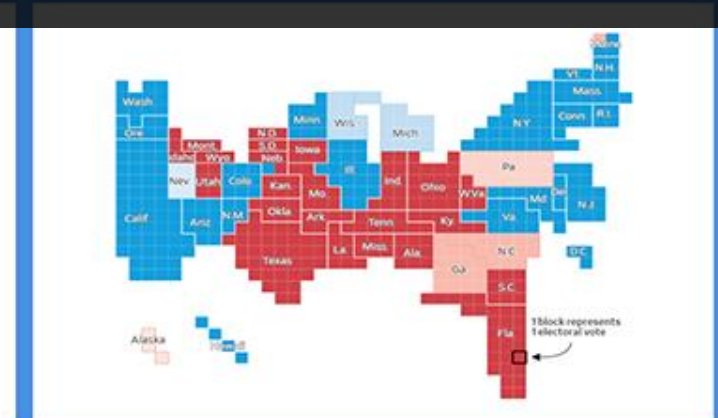 Wash
Ore
Mont.
Idaho
Wyo
Nev
Utah
Colo
Calif
Ariz
N.M.
N.D.
S.D.
Neb.
Kan.
Okla.
Texas
Minn
Iowa
Mo.
Ark
La.
Wis
Ill
Mich
Ind.
Ohio
Ky.
Tenn
Miss.
Ala.
W.Va
Va
Md
Del
N.J
Pa
N.Y
Vt.
N.H.
Mass
Conn
R.I.
D.C.
N.C
S.C.
Ga
Fla
Alaska
1 block represents
1 electoral vote